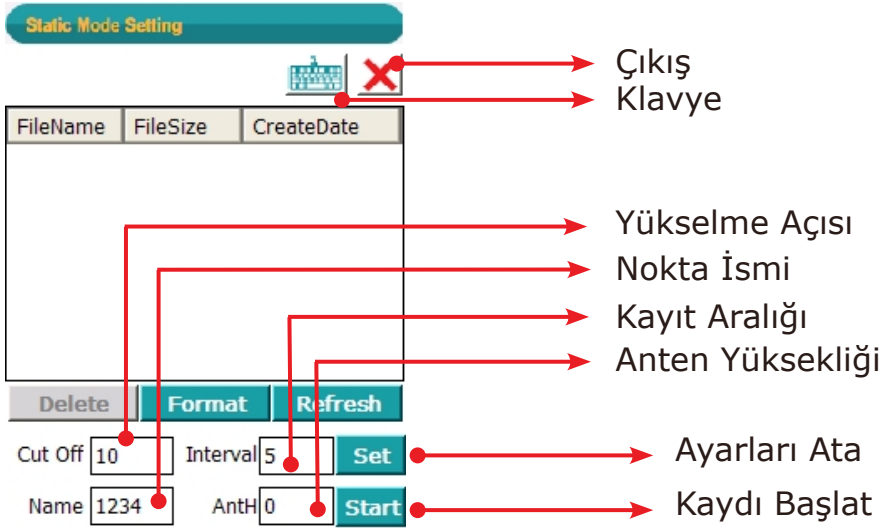 Static Mode Setting
Çıkış
Klavye
FileName FileSize CreateDate
Yükselme Açısı
Nokta İsmi
Kayıt Aralığı
Anten Yüksekliği
Delete Format Refresh
Cut Off 10 Interval 5 Set Ayarları Ata
Name 1234 AntH 0 Start Kaydı Başlat